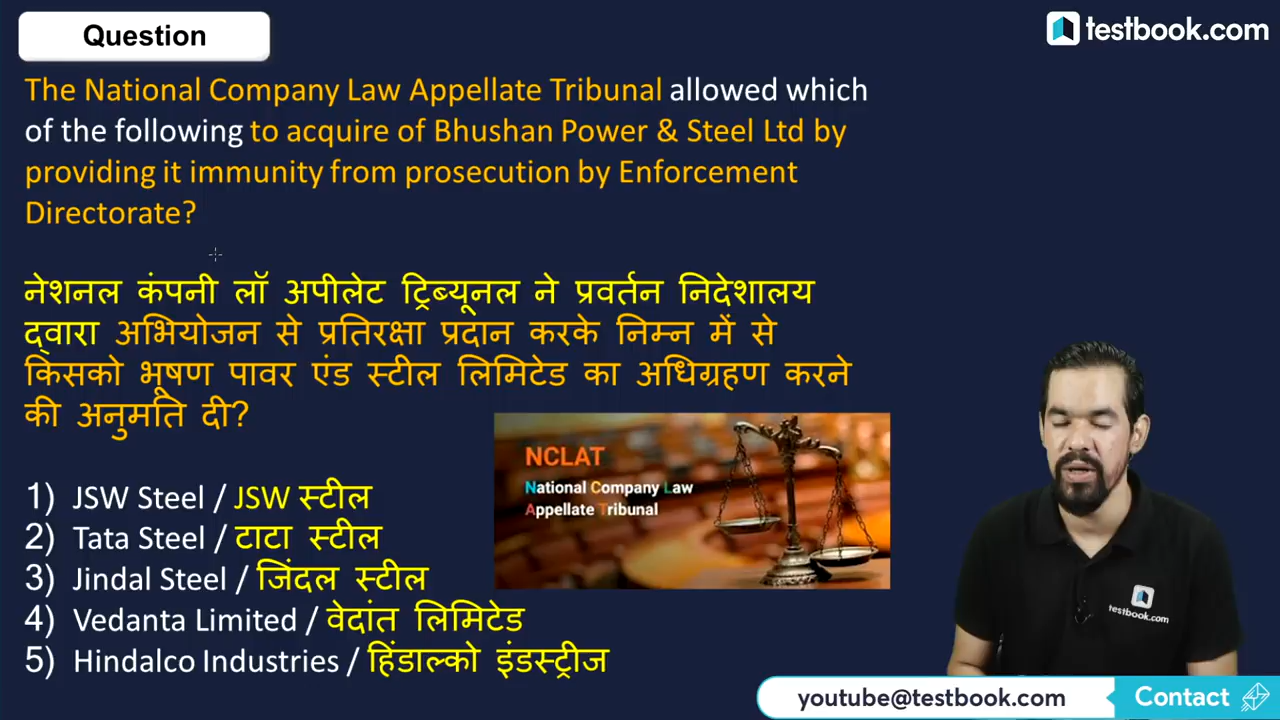 Question
testbook.com
The National Company Law Appellate Tribunal allowed which
of the following to acquire of Bhushan Power & Steel Ltd by
providing it immunity from prosecution by Enforcement
Directorate?
नेशनल कंपनी लॉ अपीलेट ट्रिब्यूनल ने प्रवर्तन निदेशालय
द्वारा अभियोजन से प्रतिरक्षा प्रदान करके निम्न में से
किसको भूषण पावर एंड स्टील लिमिटेड का अधिग्रहण करने
की अनुमति दी?
NCLAT
National Company Law
Appellate Tribunal
1) JSW Steel / JSW स्टील
2) Tata Steel / टाटा स्टील
3) Jindal Steel / जिंदल स्टील
4) Vedanta Limited / वेदांत लिमिटेड
5) Hindalco Industries / हिंडाल्को इंडस्ट्रीज
testbook.com
youtube@testbook.com Contact